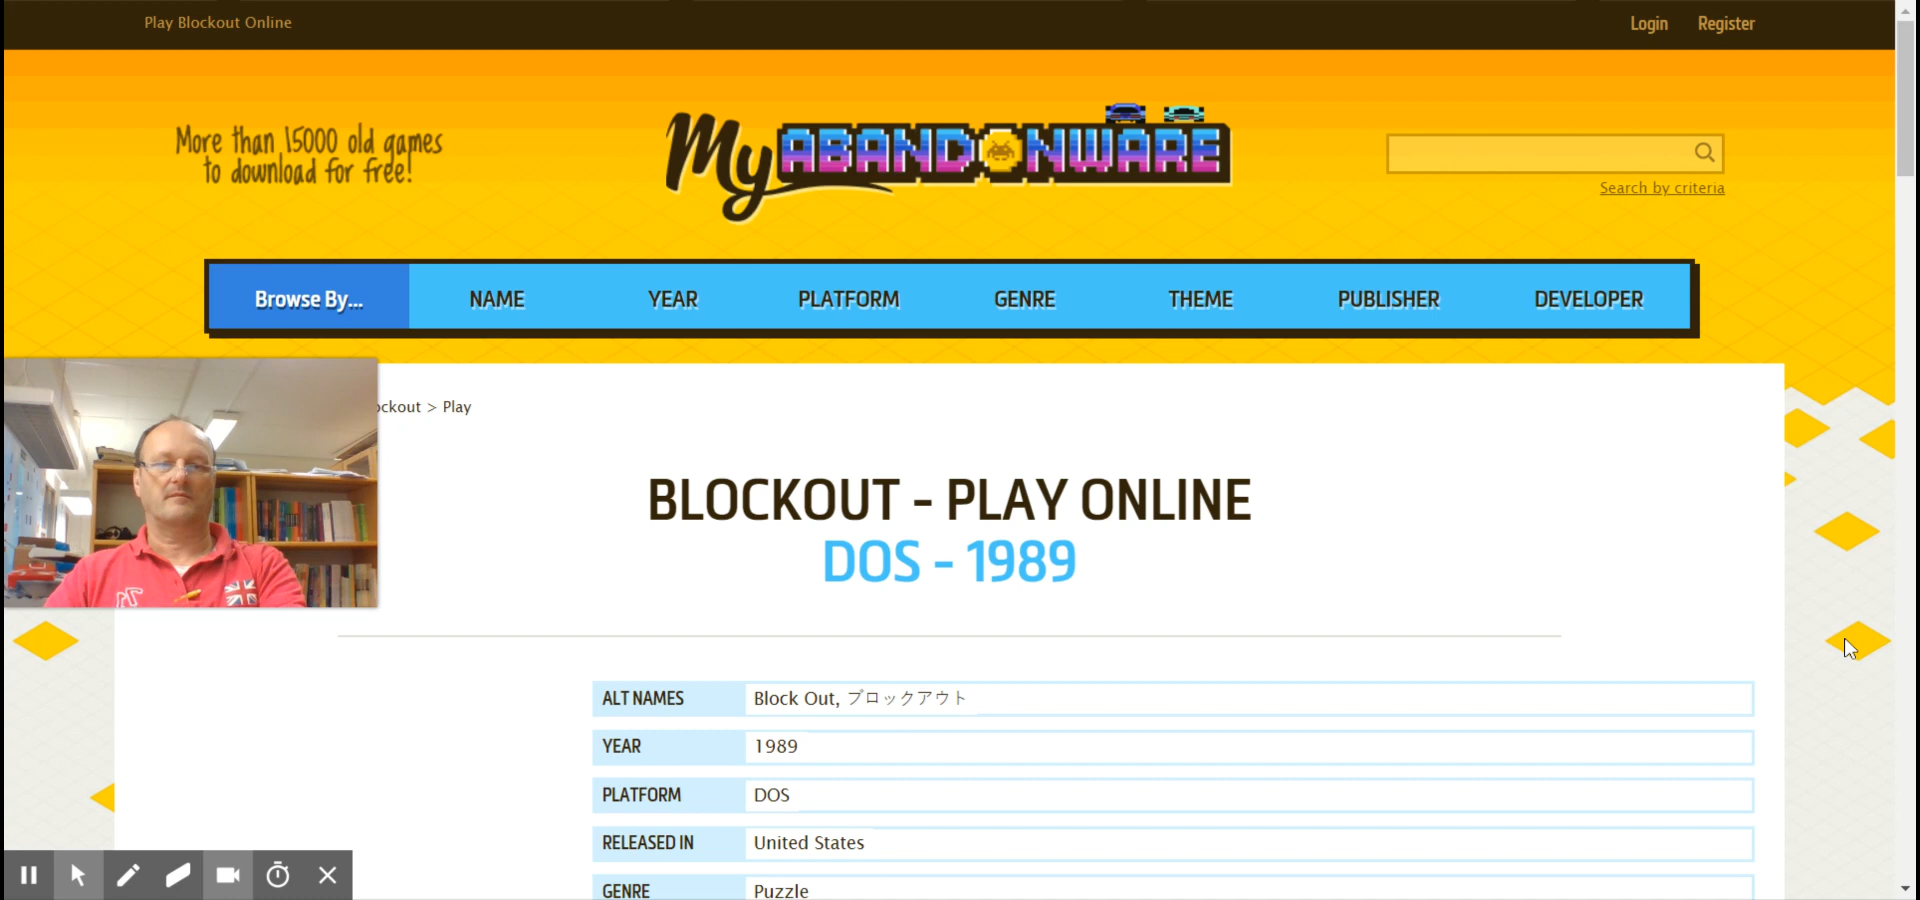 Play Blockout Online
Login Register
More than 15000 old games
to download for free!
My ABANDONWARE
Search by criteria
Browse By... NAME YEAR PLATFORM GENRE THEME PUBLISHER DEVELOPER
ockout > Play
BLOCKOUT - PLAY ONLINE
DOS - 1989
ALT NAMES Block Out, ブロックアウト
YEAR 1989
PLATFORM DOS
RELEASED IN United States
GENRE Puzzle